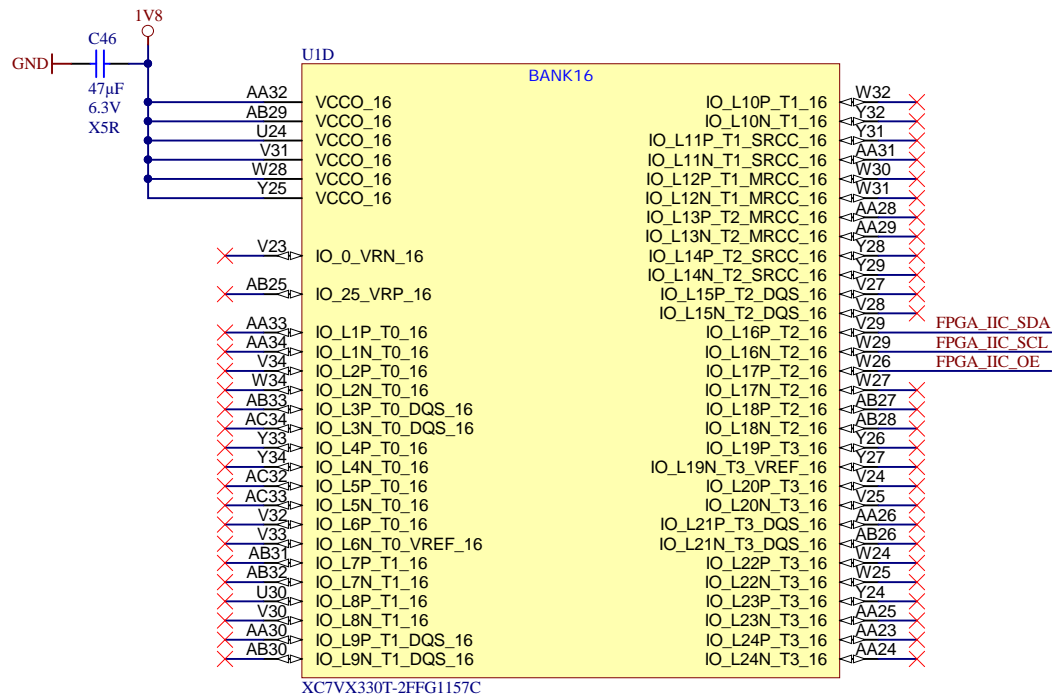 1V8
C46
GND
47µF
6.3V
X5R
U1D
BANK16
AA32 VCCO_16
AB29 VCCO_16
U24 VCCO_16
V31 VCCO_16
W28 VCCO_16
Y25 VCCO_16
V23 IO_0_VRN_16
AB25 IO_25_VRP_16
AA33 IO_L1P_T0_16
AA34 IO_L1N_T0_16
V34 IO_L2P_T0_16
W34 IO_L2N_T0_16
AB33 IO_L3P_T0_DQS_16
AC34 IO_L3N_T0_DQS_16
Y33 IO_L4P_T0_16
Y34 IO_L4N_T0_16
AC32 IO_L5P_T0_16
AC33 IO_L5N_T0_16
V32 IO_L6P_T0_16
V33 IO_L6N_T0_VREF_16
AB31 IO_L7P_T1_16
AB32 IO_L7N_T1_16
U30 IO_L8P_T1_16
V30 IO_L8N_T1_16
AA30 IO_L9P_T1_DQS_16
AB30 IO_L9N_T1_DQS_16
IO_L10P_T1_16 W32
IO_L10N_T1_16 Y32
IO_L11P_T1_SRCC_16 Y31
IO_L11N_T1_SRCC_16 AA31
IO_L12P_T1_MRCC_16 W30
IO_L12N_T1_MRCC_16 W31
IO_L13P_T2_MRCC_16 AA28
IO_L13N_T2_MRCC_16 AA29
IO_L14P_T2_SRCC_16 Y28
IO_L14N_T2_SRCC_16 Y29
IO_L15P_T2_DQS_16 V27
IO_L15N_T2_DQS_16 V28
IO_L16P_T2_16 V29 FPGA_IIC_SDA
IO_L16N_T2_16 W29 FPGA_IIC_SCL
IO_L17P_T2_16 W26 FPGA_IIC_OE
IO_L17N_T2_16 W27
IO_L18P_T2_16 AB27
IO_L18N_T2_16 AB28
IO_L19P_T3_16 Y26
IO_L19N_T3_VREF_16 Y27
IO_L20P_T3_16 V24
IO_L20N_T3_16 V25
IO_L21P_T3_DQS_16 AA26
IO_L21N_T3_DQS_16 AB26
IO_L22P_T3_16 W24
IO_L22N_T3_16 W25
IO_L23P_T3_16 Y24
IO_L23N_T3_16 AA25
IO_L24P_T3_16 AA23
IO_L24N_T3_16 AA24
XC7VX330T-2FFG1157C